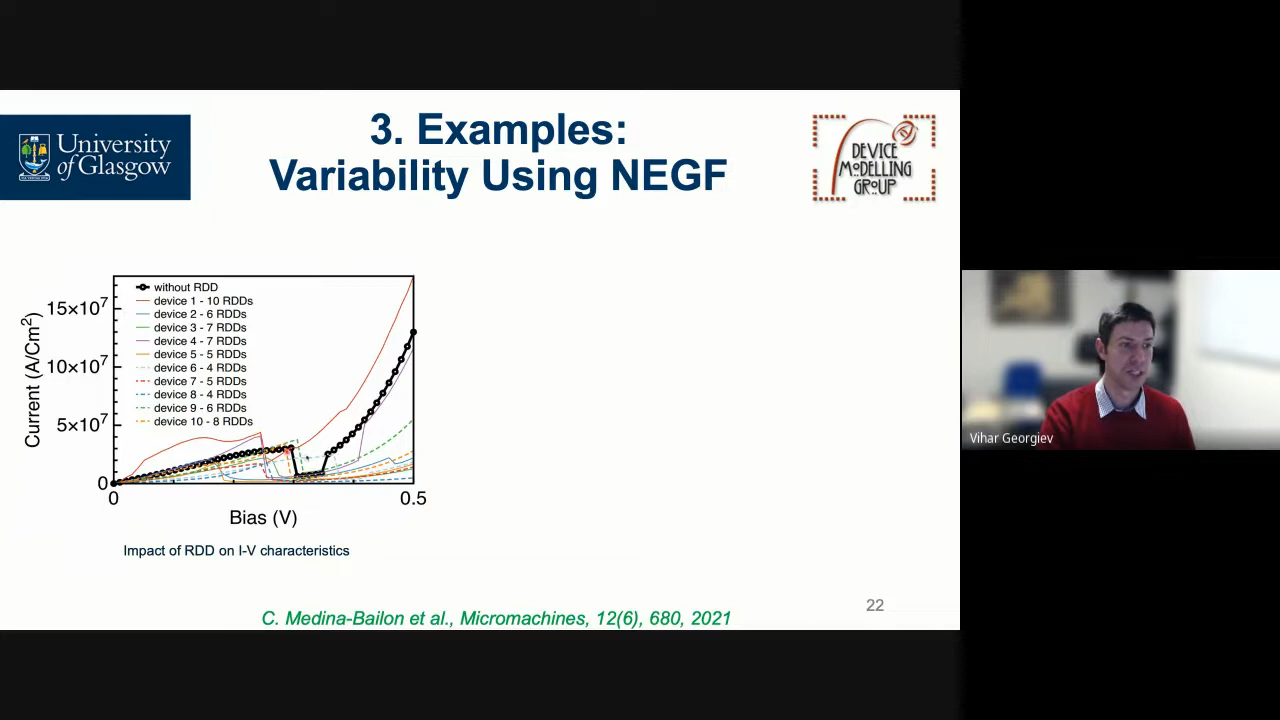 University
of Glasgow
3. Examples:
Variability Using NEGF
DEVICE
MODELLING
GROUP
without RDD
device 1 - 10 RDDs
device 2 - 6 RDDs
device 3 - 7 RDDs
device 4 - 7 RDDs
device 5 - 5 RDDs
device 6 - 4 RDDs
device 7 - 5 RDDs
device 8 - 4 RDDs
device 9 - 6 RDDs
device 10 - 8 RDDs
15×10⁷
10×10⁷
5×10⁷
0
Current (A/Cm²)
0
0.5
Bias (V)
Impact of RDD on I-V characteristics
C. Medina-Bailon et al., Micromachines, 12(6), 680, 2021
22
Vihar Georgiev